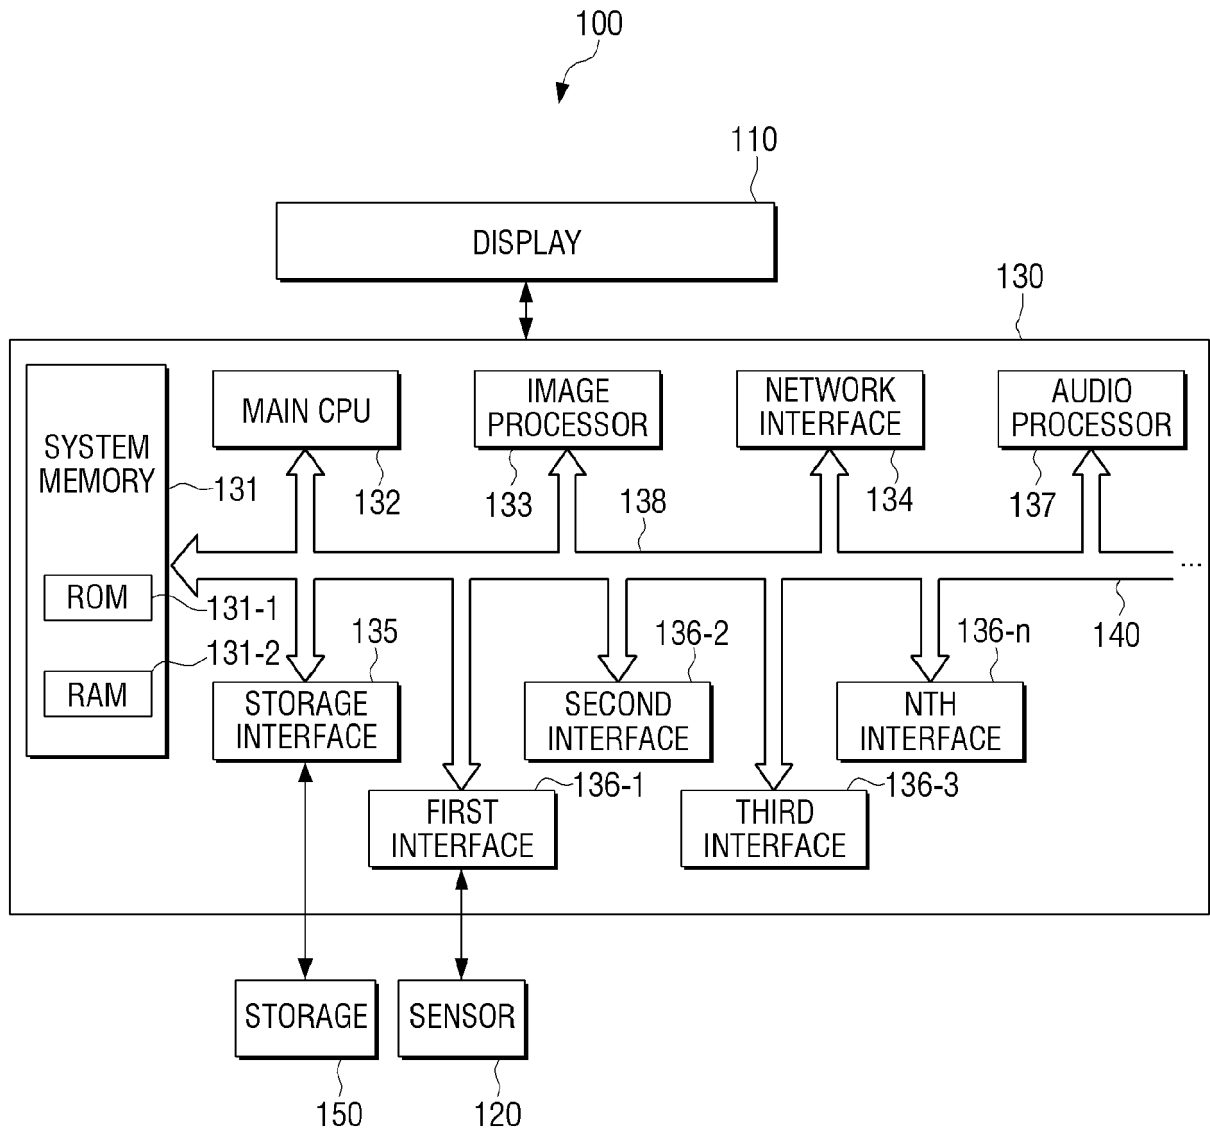 100
110
DISPLAY
130
MAIN CPU
IMAGE
PROCESSOR
NETWORK
INTERFACE
AUDIO
PROCESSOR
SYSTEM
MEMORY
131
132
133
138
134
137
...
ROM
131-1
RAM
131-2
135
136-2
136-n
140
STORAGE
INTERFACE
SECOND
INTERFACE
NTH
INTERFACE
136-1
136-3
FIRST
INTERFACE
THIRD
INTERFACE
STORAGE
SENSOR
150
120